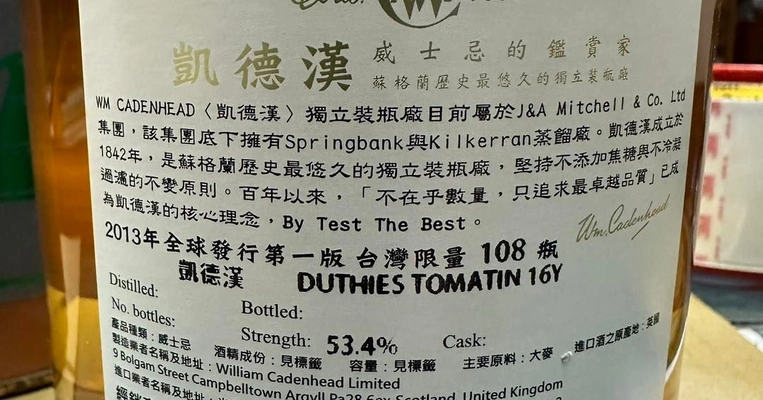 凱德漢 威士忌的鑑賞家
蘇格蘭歷史最悠久的獨立裝瓶廠
WM CADENHEAD〈凱德漢〉獨立裝瓶廠目前屬於J&A Mitchell & Co. Ltd
集團，該集團底下擁有Springbank與Kilkerran蒸餾廠。凱德漢成立於
1842年，是蘇格蘭歷史最悠久的獨立裝瓶廠，堅持不添加焦糖與不冷凝
過濾的不變原則。百年以來，「不在乎數量，只追求最卓越品質」已成
為凱德漢的核心理念，By Test The Best。
Wm. Cadenhead
2013年全球發行第一版 台灣限量 108 瓶
凱德漢 DUTHIES TOMATIN 16Y
Distilled:
Bottled:
No. bottles:
Strength: 53.4% Cask:
產品種類：威士忌 酒精成份：見標籤 容量：見標籤 主要原料：大麥 進口酒之原產地：英國
製造業者名稱及地址：William Cadenhead Limited
9 Bolgam Street Campbelltown Argyll Pa28 6ey Scotland, United Kingdom
進口業者名稱及地址